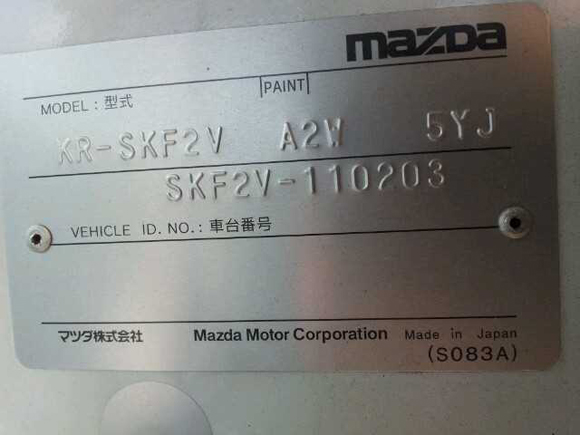 mazda
MODEL : 型式 PAINT
KR-SKF2V A2W 5YJ
SKF2V-110203
VEHICLE ID. NO. : 車台番号
マツダ株式会社 Mazda Motor Corporation Made in Japan
(S083A)